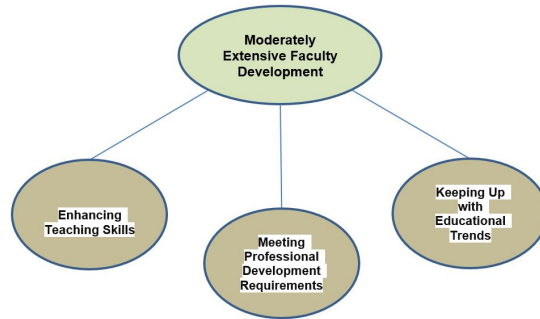 Moderately
Extensive Faculty
Development
Enhancing
Teaching Skills
Meeting
Professional
Development
Requirements
Keeping Up
with
Educational
Trends